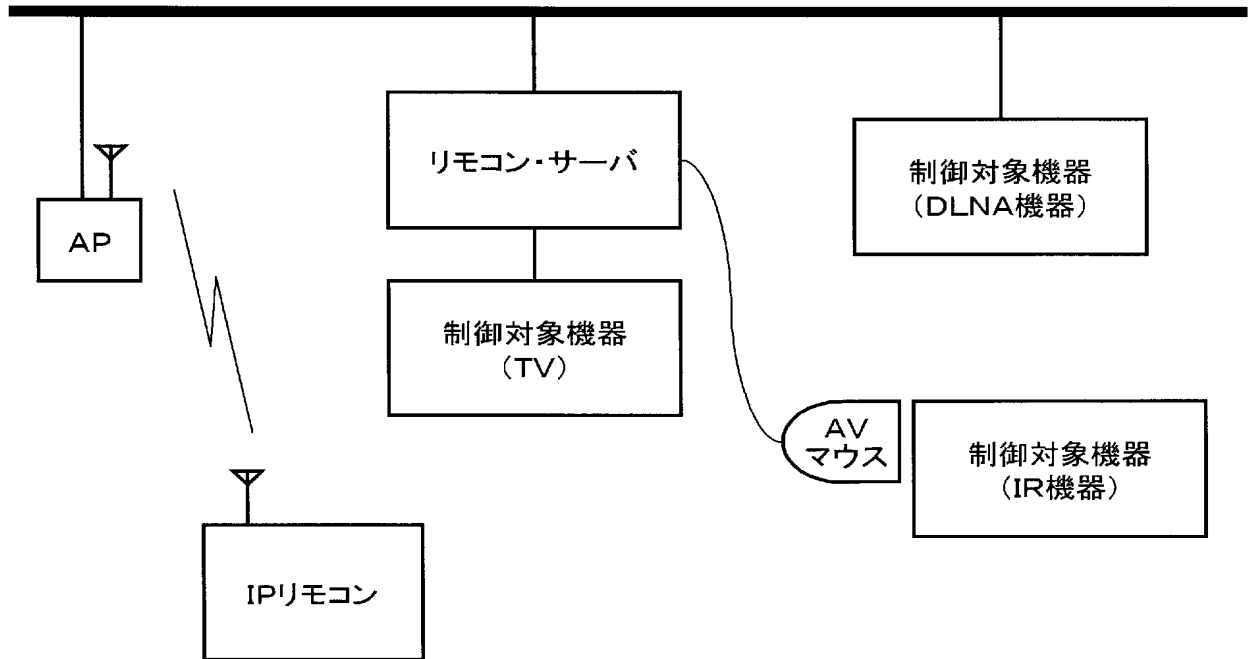 リモコン・サーバ
制御対象機器
(DLNA機器)
AP
制御対象機器
(TV)
AV
マウス
制御対象機器
(IR機器)
IPリモコン